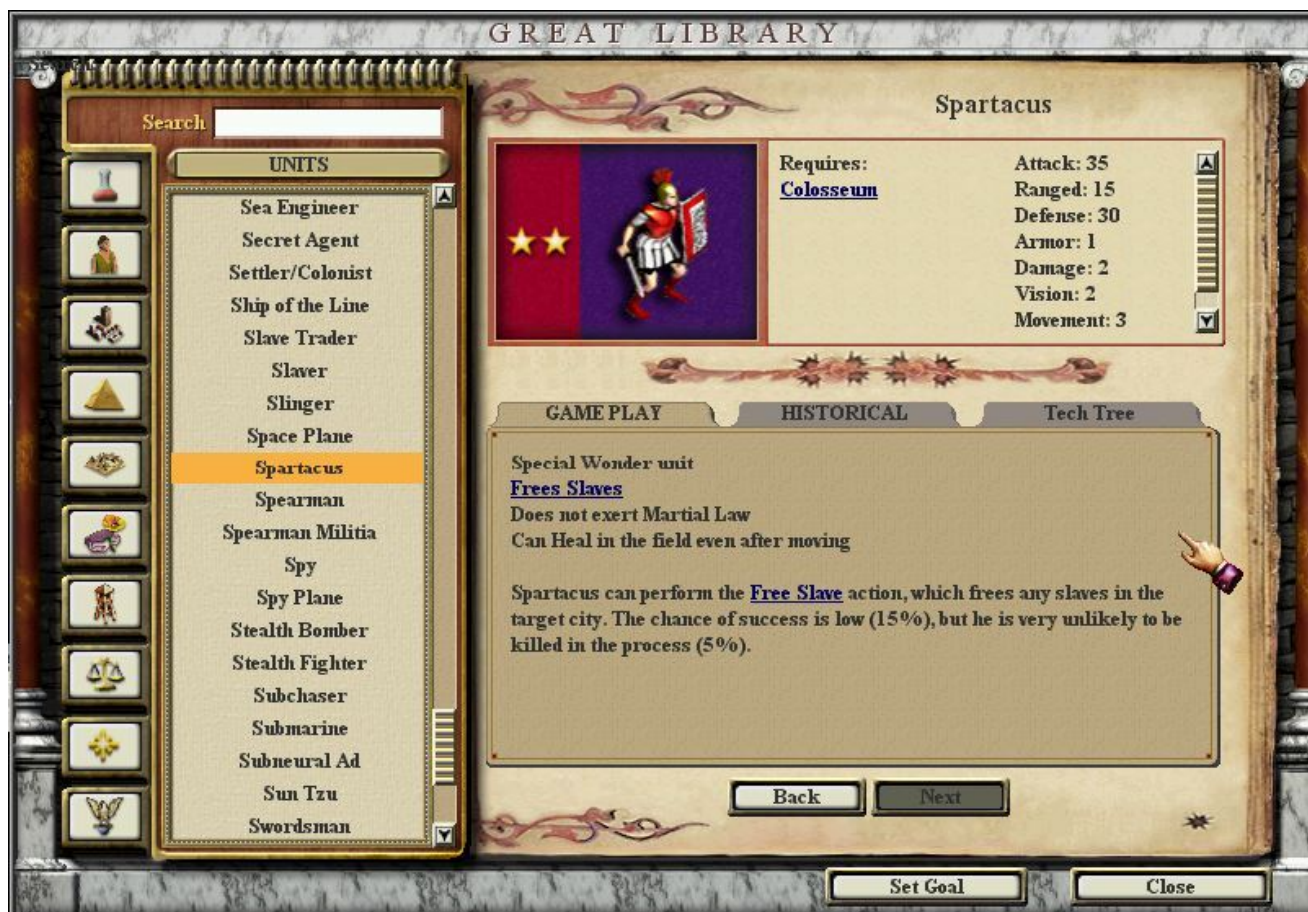 GREAT LIBRARY
Search
UNITS
Sea Engineer
Secret Agent
Settler/Colonist
Ship of the Line
Slave Trader
Slaver
Slinger
Space Plane
Spartacus
Spearman
Spearman Militia
Spy
Spy Plane
Stealth Bomber
Stealth Fighter
Subchaser
Submarine
Subneural Ad
Sun Tzu
Swordsman
Spartacus
Requires:
Colosseum
Attack: 35
Ranged: 15
Defense: 30
Armor: 1
Damage: 2
Vision: 2
Movement: 3
GAME PLAY
HISTORICAL
Tech Tree
Special Wonder unit
Frees Slaves
Does not exert Martial Law
Can Heal in the field even after moving
Spartacus can perform the Free Slave action, which frees any slaves in the
target city. The chance of success is low (15%), but he is very unlikely to be
killed in the process (5%).
Back
Next
Set Goal
Close